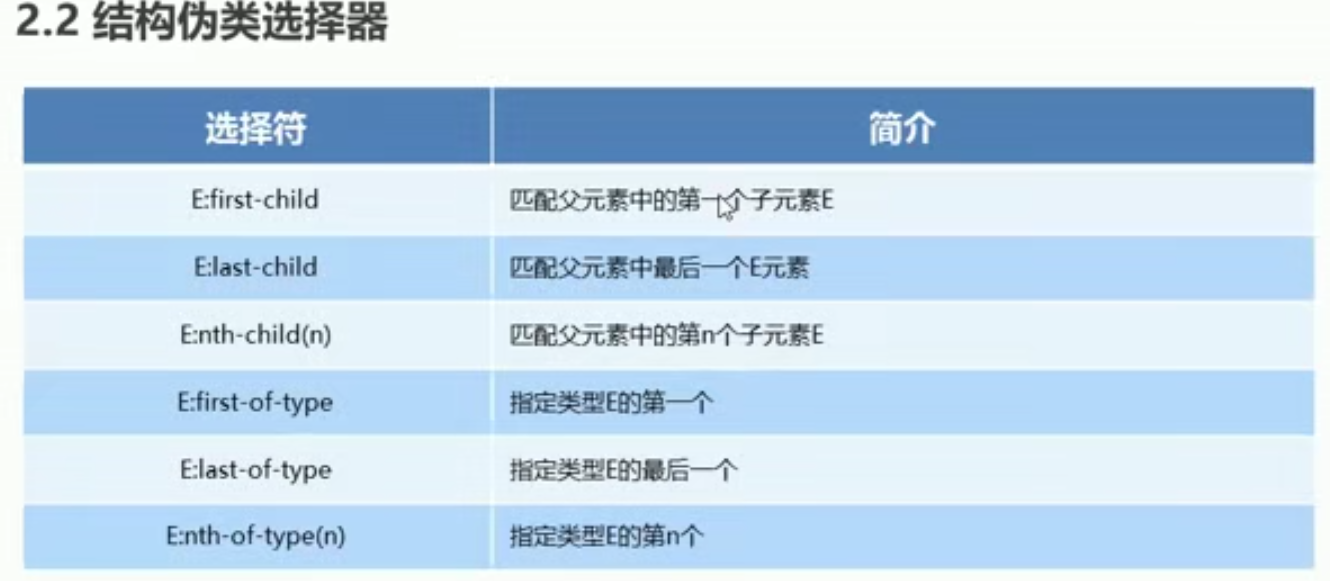 2.2 结构伪类选择器
选择符 简介
E:first-child 匹配父元素中的第一个子元素E
E:last-child 匹配父元素中最后一个E元素
E:nth-child(n) 匹配父元素中的第n个子元素E
E:first-of-type 指定类型E的第一个
E:last-of-type 指定类型E的最后一个
E:nth-of-type(n) 指定类型E的第n个